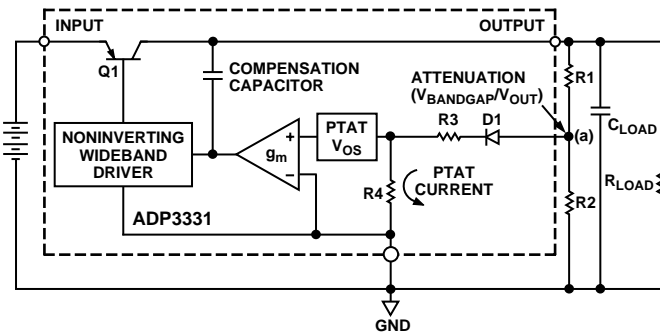 INPUT
OUTPUT
Q1
COMPENSATION
CAPACITOR
ATTENUATION
(VBANDGAP/VOUT)
R1
R3
D1
(a)
CLOAD
NONINVERTING
WIDEBAND
DRIVER
gm
+
−
PTAT
VOS
R4
PTAT
CURRENT
R2
RLOAD
ADP3331
GND